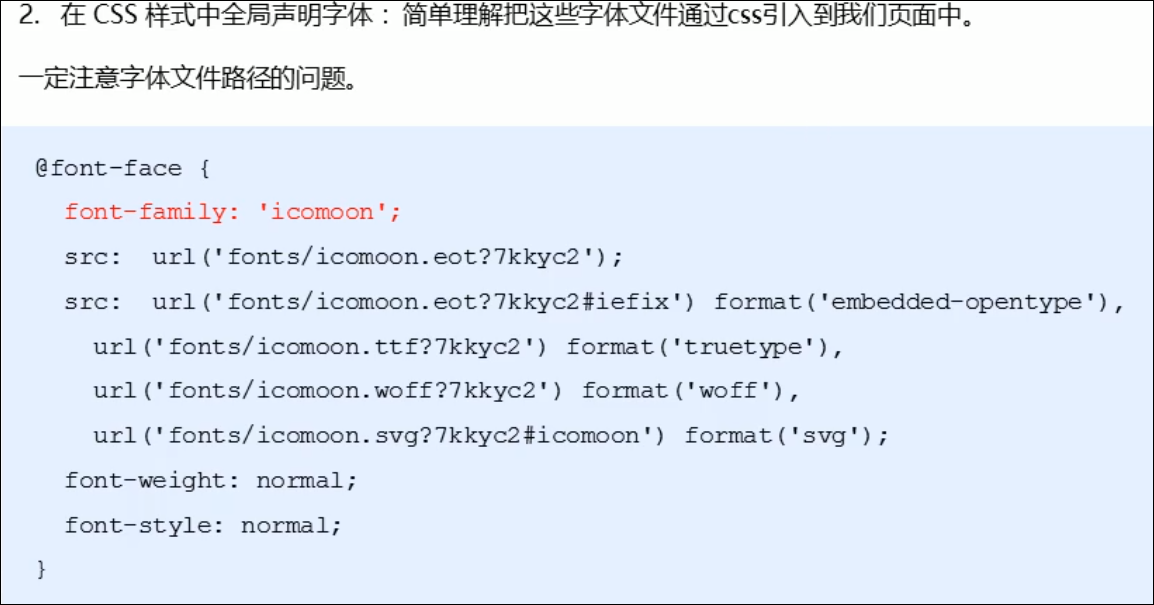 2. 在 CSS 样式中全局声明字体 ：简单理解把这些字体文件通过css引入到我们页面中。
一定注意字体文件路径的问题。
@font-face {
font-family: 'icomoon';
src: url('fonts/icomoon.eot?7kkyc2');
src: url('fonts/icomoon.eot?7kkyc2#iefix') format('embedded-opentype'),
url('fonts/icomoon.ttf?7kkyc2') format('truetype'),
url('fonts/icomoon.woff?7kkyc2') format('woff'),
url('fonts/icomoon.svg?7kkyc2#icomoon') format('svg');
font-weight: normal;
font-style: normal;
}